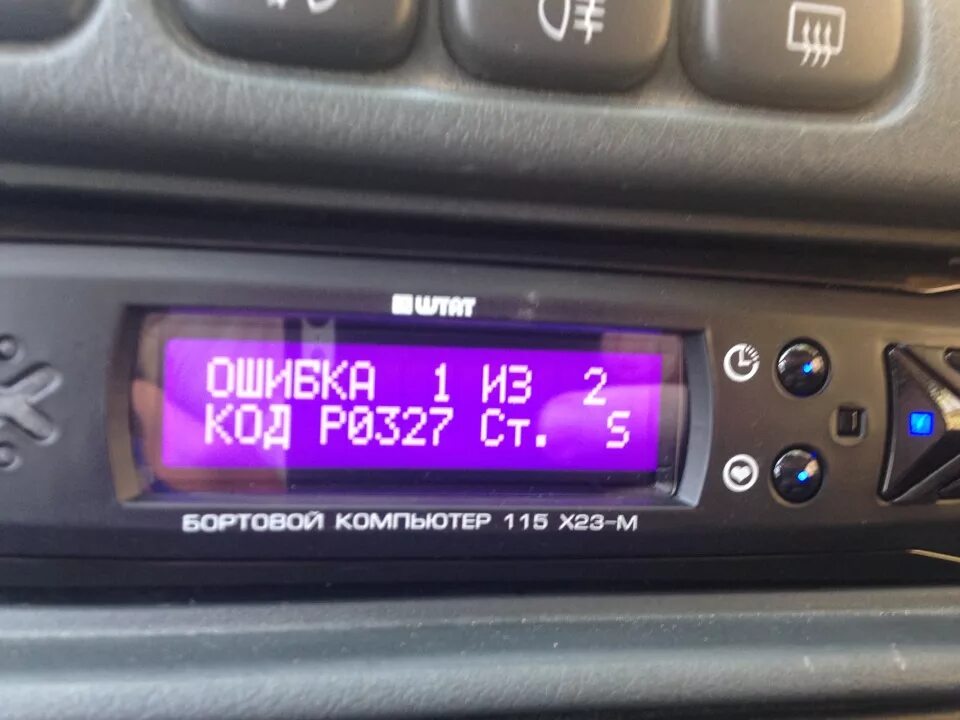 ШТАТ
ОШИБКА 1 ИЗ 2
КОД P0327 Ст. S
БОРТОВОЙ КОМПЬЮТЕР 115 X23-М